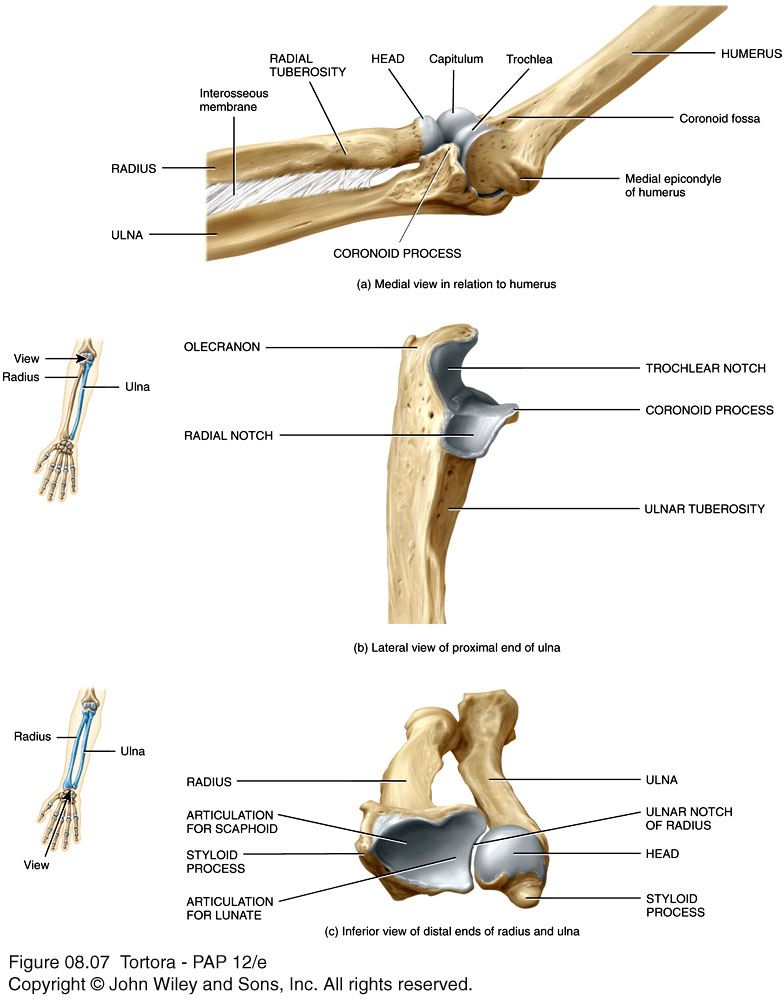 HUMERUS
RADIAL
TUBEROSITY
HEAD
Capitulum
Trochlea
Interosseous
membrane
Coronoid fossa
RADIUS
Medial epicondyle
of humerus
ULNA
CORONOID PROCESS
(a) Medial view in relation to humerus
View
Radius
Ulna
OLECRANON
TROCHLEAR NOTCH
CORONOID PROCESS
RADIAL NOTCH
ULNAR TUBEROSITY
(b) Lateral view of proximal end of ulna
Radius
Ulna
View
RADIUS
ULNA
ARTICULATION
FOR SCAPHOID
ULNAR NOTCH
OF RADIUS
STYLOID
PROCESS
HEAD
ARTICULATION
FOR LUNATE
STYLOID
PROCESS
(c) Inferior view of distal ends of radius and ulna
Figure 08.07 Tortora - PAP 12/e
Copyright © John Wiley and Sons, Inc. All rights reserved.